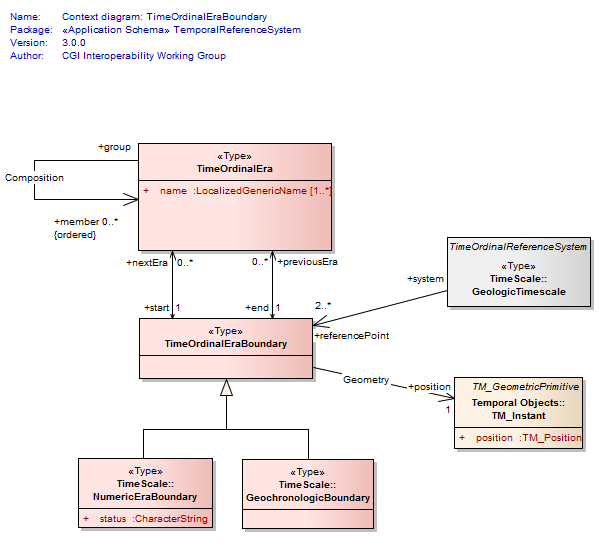 Name: Context diagram: TimeOrdinalEraBoundary
Package: «Application Schema» TemporalReferenceSystem
Version: 3.0.0
Author: CGI Interoperability Working Group
+group
Composition
+member 0..*
{ordered}
«Type»
TimeOrdinalEra
+ name :LocalizedGenericName [1..*]
+nextEra 0..*
0..* +previousEra
+start 1
+end 1
TimeOrdinalReferenceSystem
«Type»
TimeScale::
GeologicTimescale
+system
2..*
+referencePoint
«Type»
TimeOrdinalEraBoundary
Geometry
+position
1
TM_GeometricPrimitive
Temporal Objects::
TM_Instant
+ position :TM_Position
«Type»
TimeScale::
NumericEraBoundary
+ status :CharacterString
«Type»
TimeScale::
GeochronologicBoundary